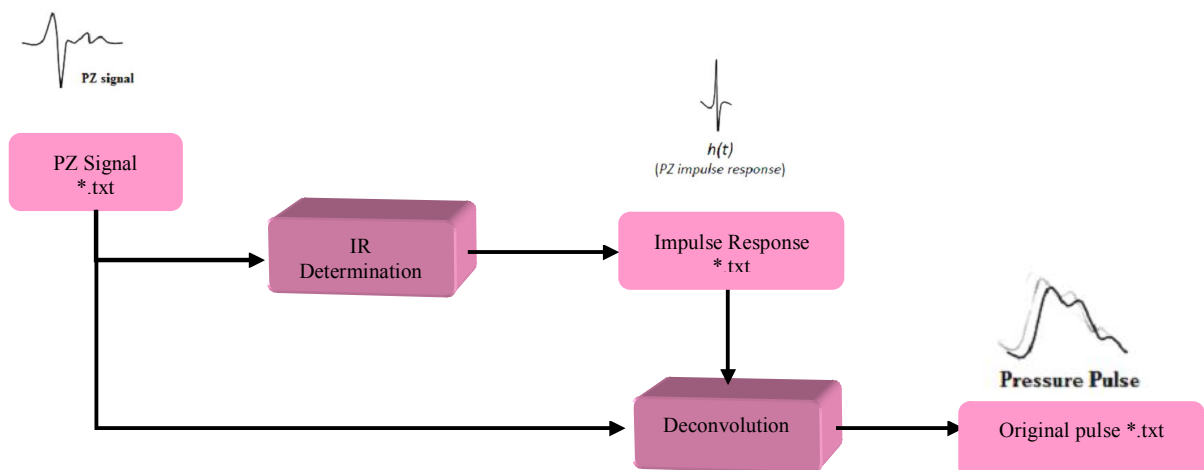 PZ signal
PZ Signal
*.txt
h(t)
(PZ impulse response)
IR
Determination
Impulse Response
*.txt
Pressure Pulse
Deconvolution
Original pulse *.txt